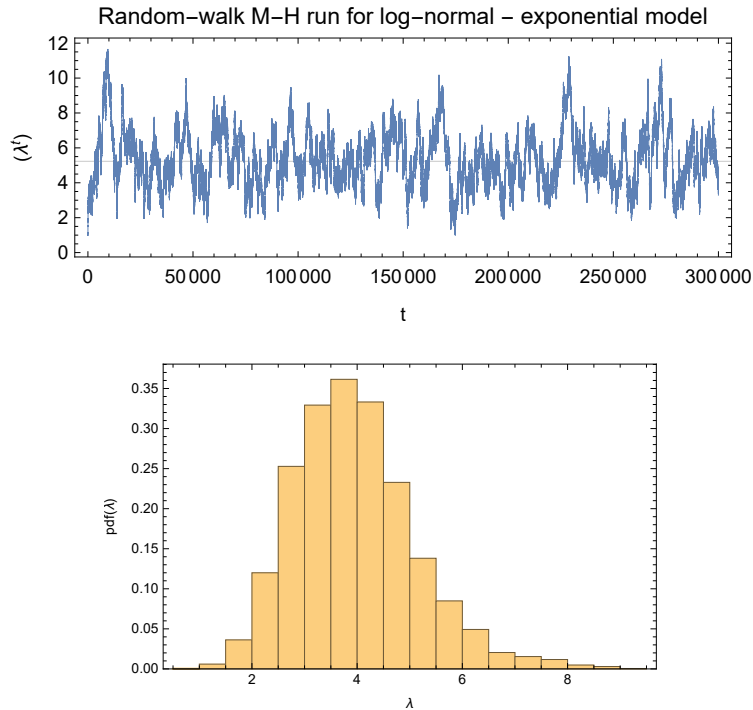 Random−walk M−H run for log−normal − exponential model
12
10
8
6
4
2
0
(λᵗ)
0 50 000 100 000 150 000 200 000 250 000 300 000
t
0.35
0.30
0.25
0.20
0.15
0.10
0.05
0.00
pdf(λ)
2 4 6 8
λ